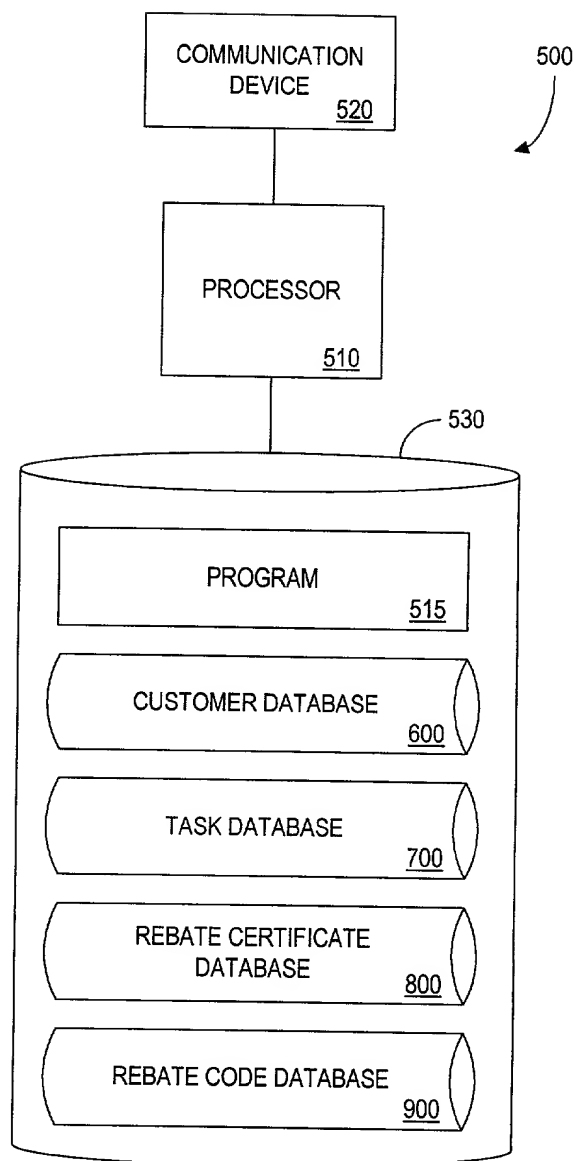 COMMUNICATION
DEVICE
520
500
PROCESSOR
510
530
PROGRAM
515
CUSTOMER DATABASE
600
TASK DATABASE
700
REBATE CERTIFICATE
DATABASE
800
REBATE CODE DATABASE
900